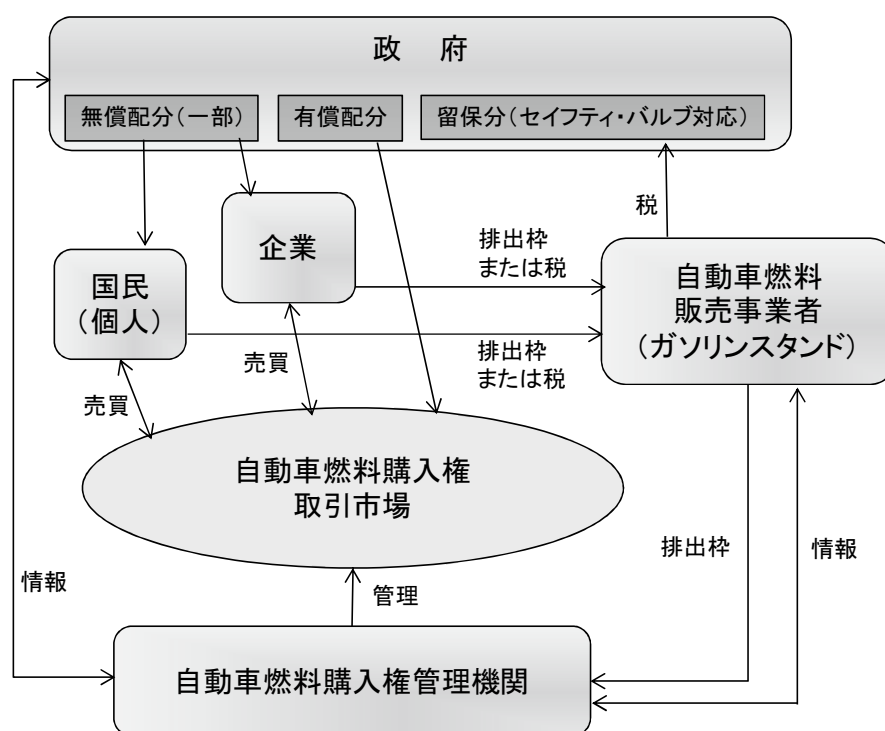 政　府
無償配分（一部）
有償配分
留保分（セイフティ・バルブ対応）
税
企業
排出枠
または税
国民
（個人）
自動車燃料
販売事業者
（ガソリンスタンド）
売買
排出枠
または税
売買
自動車燃料購入権
取引市場
排出枠
情報
情報
管理
自動車燃料購入権管理機関